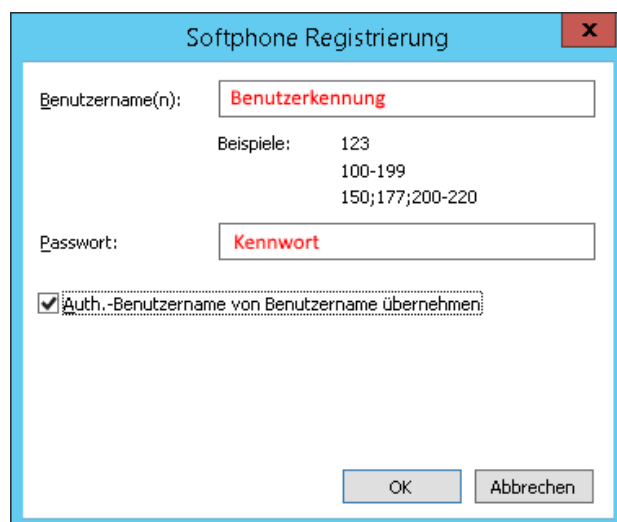 Softphone Registrierung
x
Benutzername(n): Benutzerkennung
Beispiele: 123
100-199
150;177;200-220
Passwort: Kennwort
Auth.-Benutzername von Benutzername übernehmen
OK Abbrechen